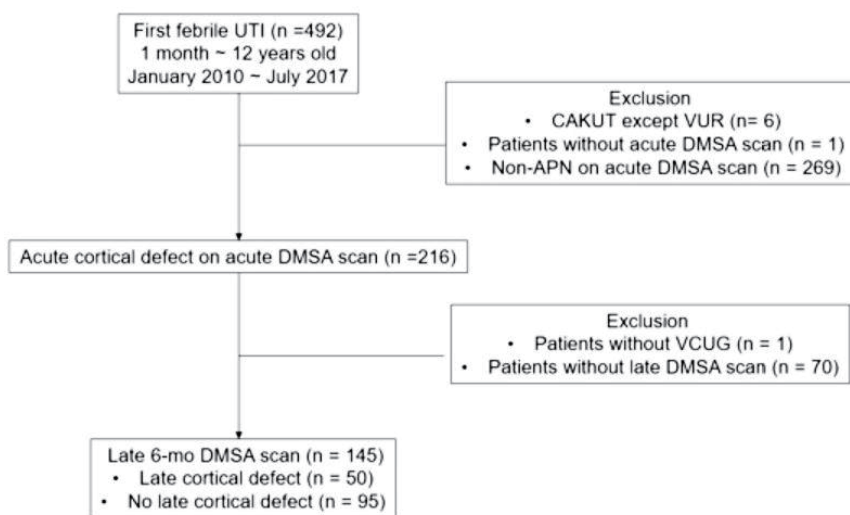 First febrile UTI (n =492)
1 month ~ 12 years old
January 2010 ~ July 2017
Exclusion
• CAKUT except VUR (n= 6)
• Patients without acute DMSA scan (n = 1)
• Non-APN on acute DMSA scan (n = 269)
Acute cortical defect on acute DMSA scan (n =216)
Exclusion
• Patients without VCUG (n = 1)
• Patients without late DMSA scan (n = 70)
Late 6-mo DMSA scan (n = 145)
• Late cortical defect (n = 50)
• No late cortical defect (n = 95)